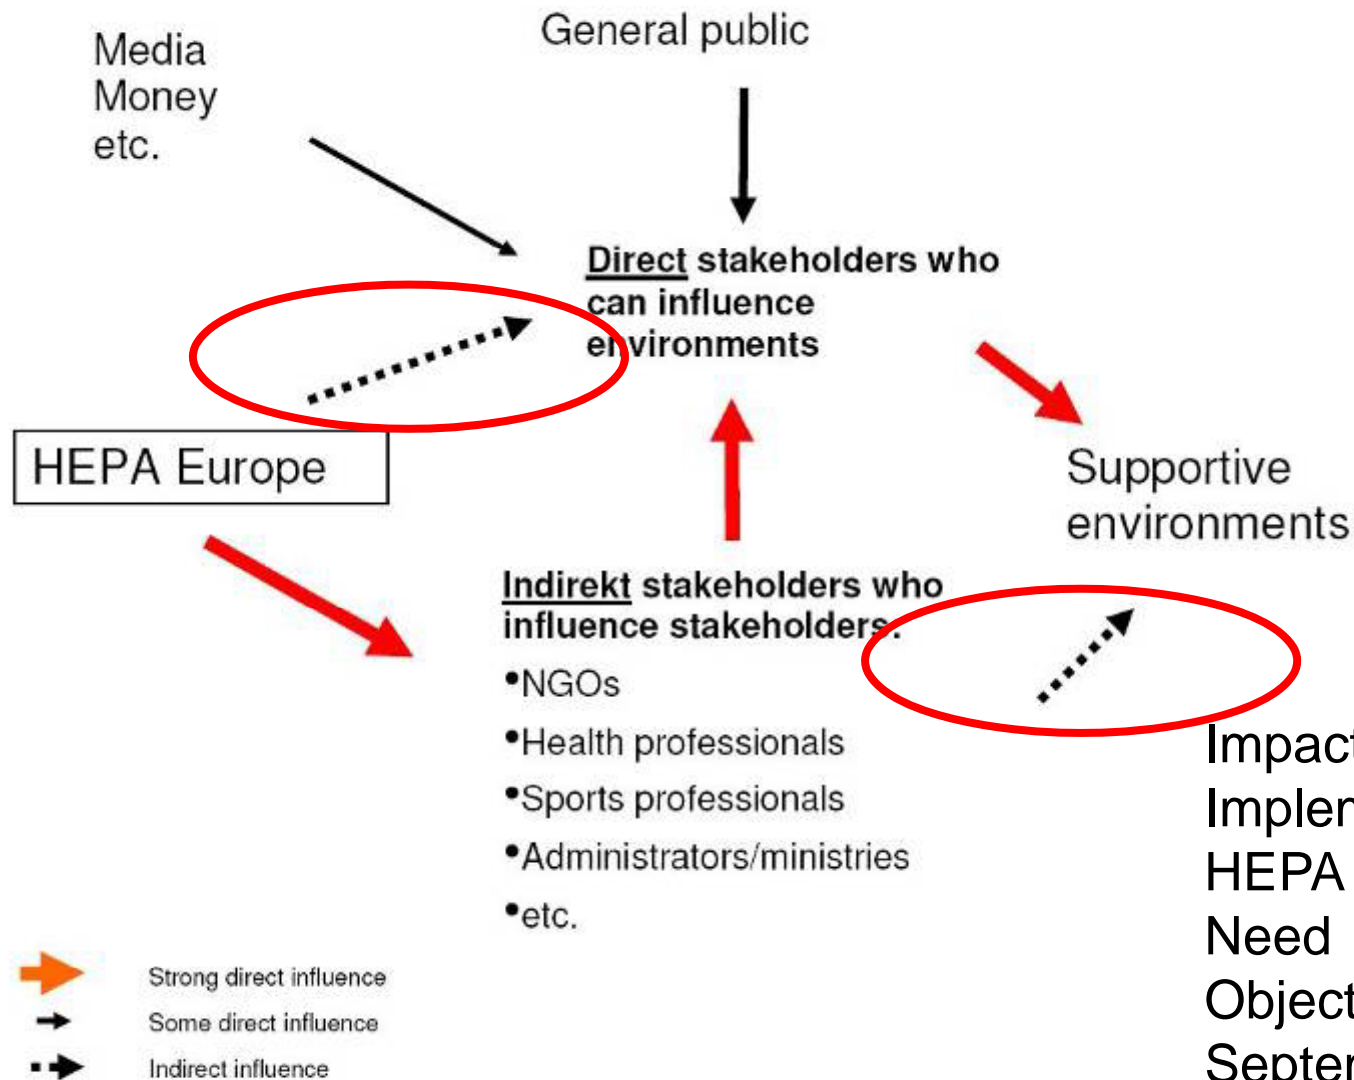 Media
Money
etc.
General public
Direct stakeholders who
can influence
environments
HEPA Europe
Supportive
environments
Indirekt stakeholders who
influence stakeholders.
•NGOs
•Health professionals
•Sports professionals
•Administrators/ministries
•etc.
Strong direct influence
Some direct influence
Indirect influence
Impact
HEPA
Need
Object